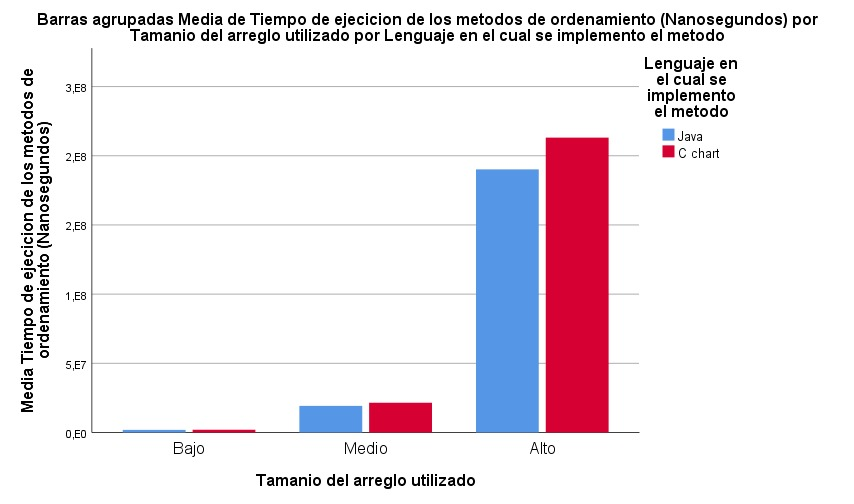 Barras agrupadas Media de Tiempo de ejecicion de los metodos de ordenamiento (Nanosegundos) por
Tamanio del arreglo utilizado por Lenguaje en el cual se implemento el metodo
Media Tiempo de ejecicion de los metodos de
ordenamiento (Nanosegundos)
3,E8
2,E8
2,E8
1,E8
5,E7
0,E0
Bajo
Medio
Alto
Tamanio del arreglo utilizado
Lenguaje en
el cual se
implemento
el metodo
Java
C chart